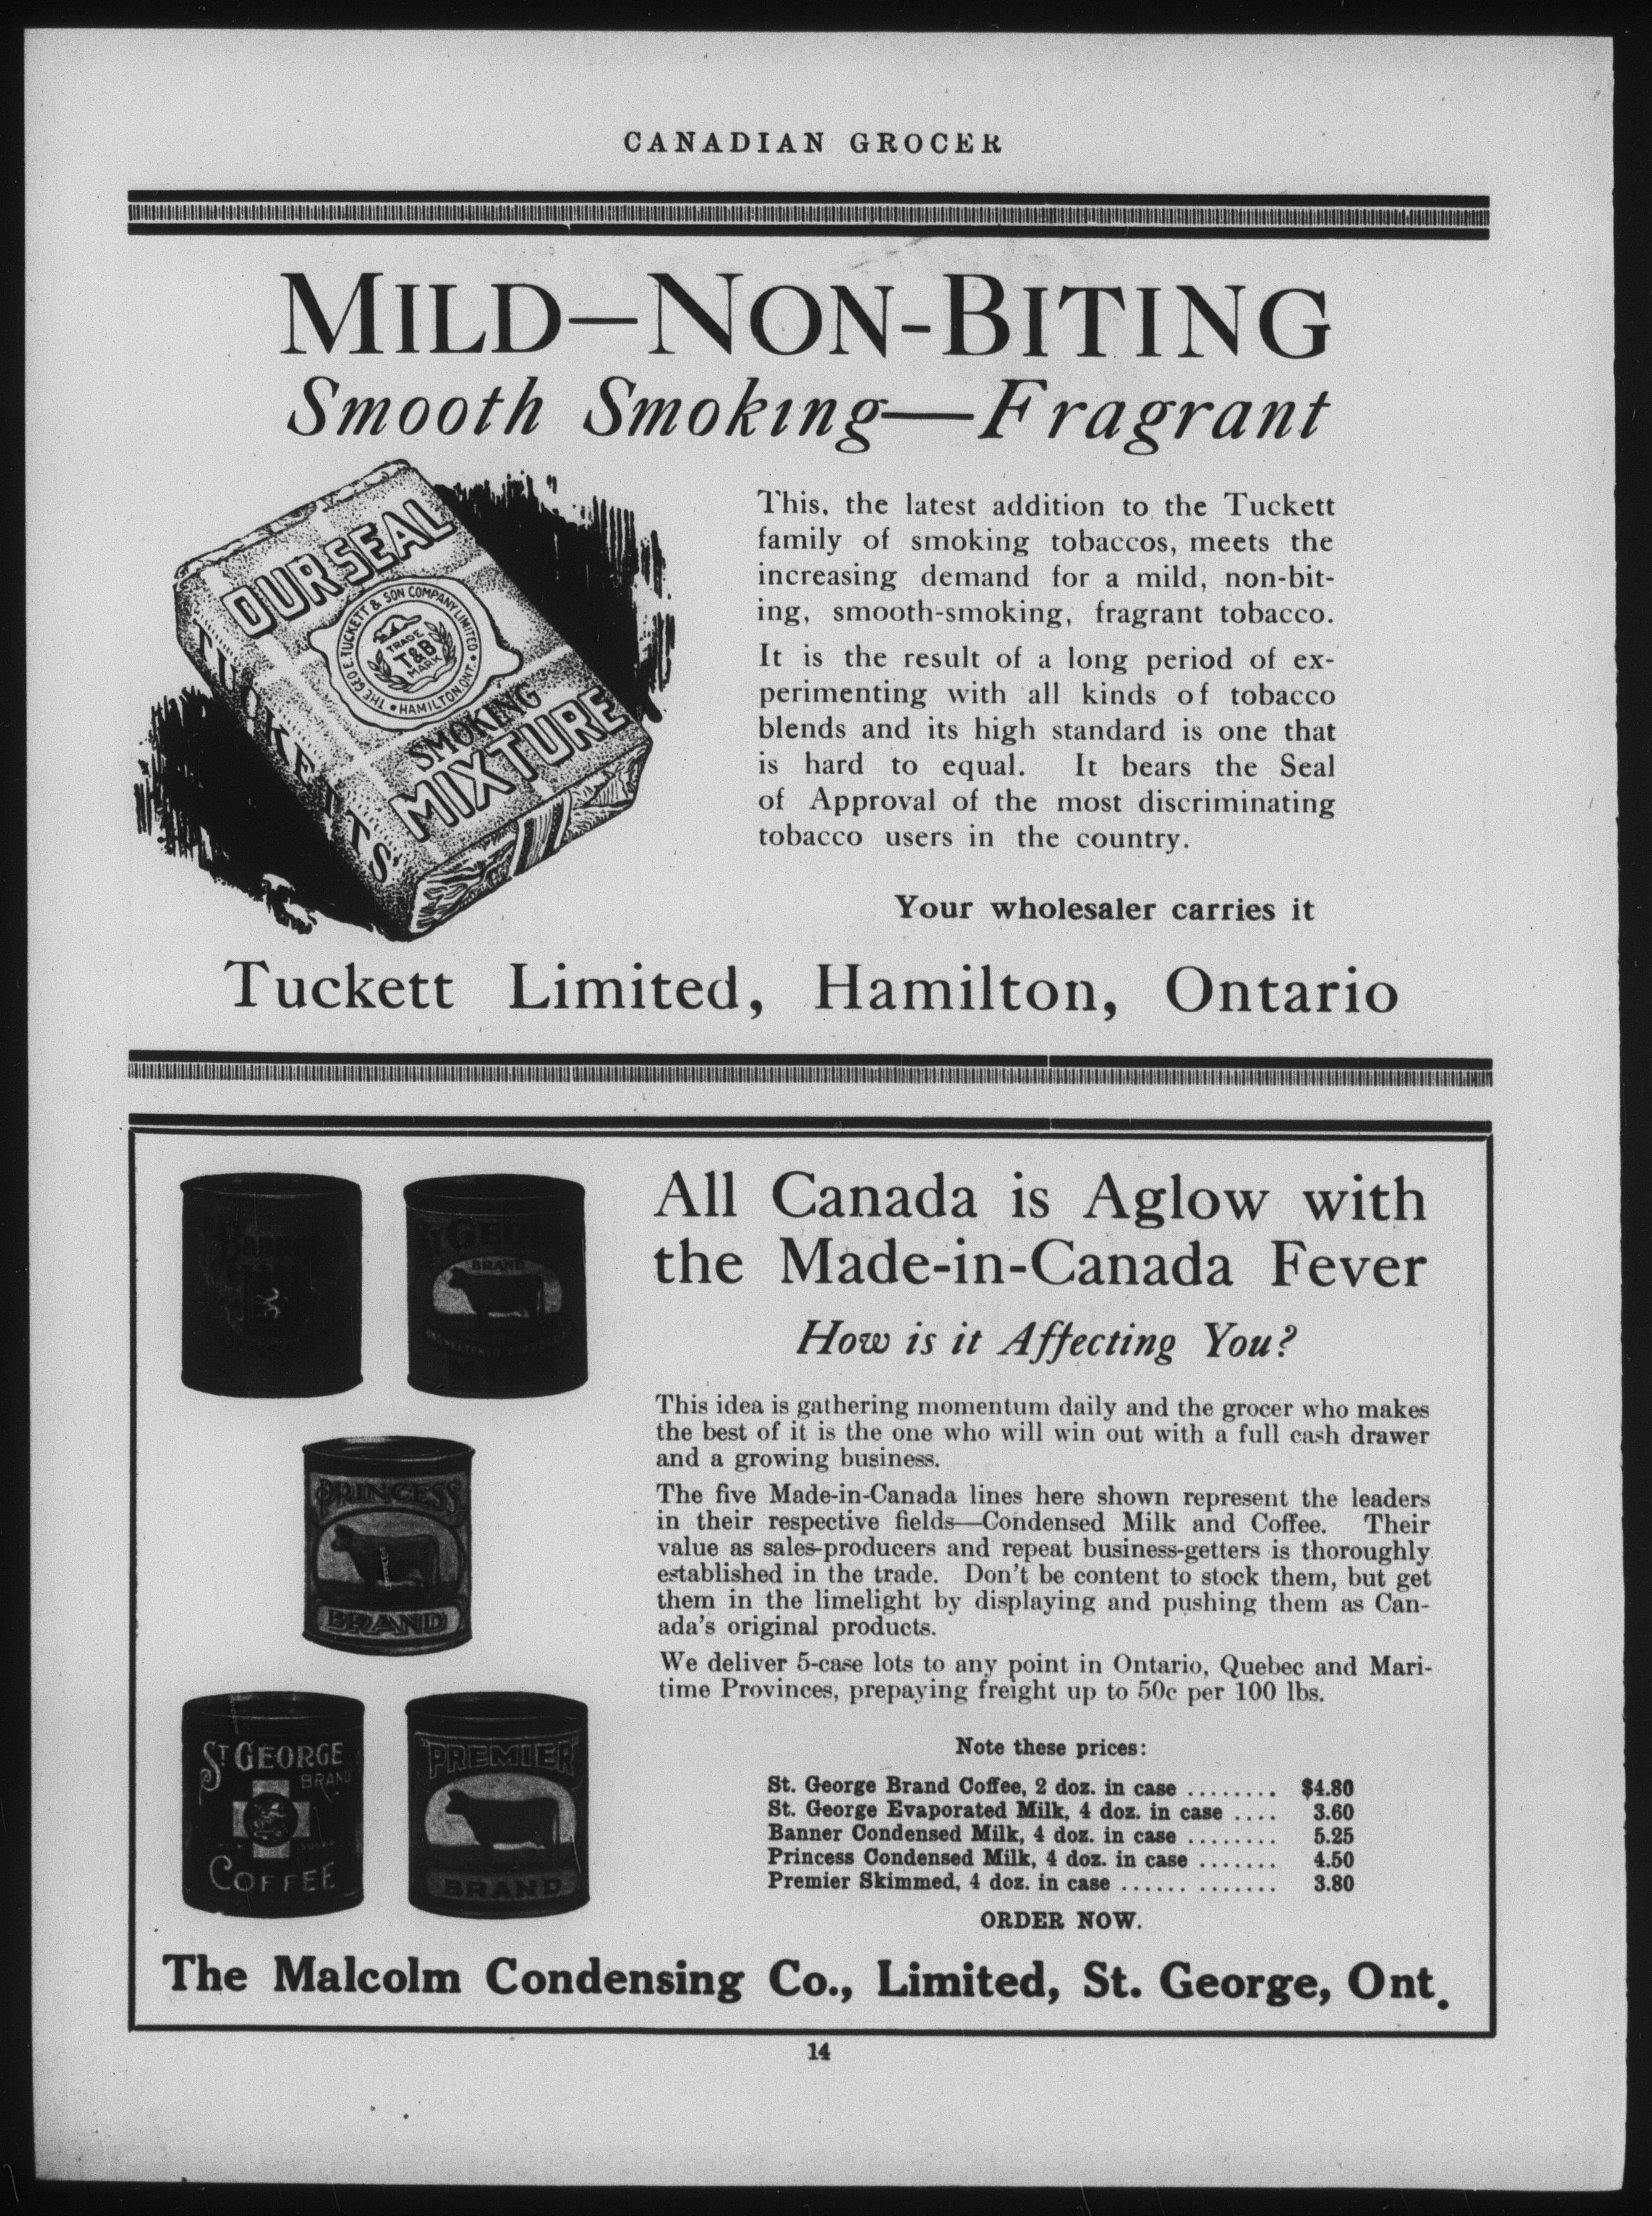 CANADIAN GROCER
MILD—NON-BITING
Smooth Smoking—Fragrant
OUR SEAL
THE GEO. E. TUCKETT & SON COMPANY LIMITED.
HAMILTON, ONT.
TRADE
T&B
MARK
SMOKING
MIXTURE
TUCKETT'S
This, the latest addition to the Tuckett
family of smoking tobaccos, meets the
increasing demand for a mild, non-bit-
ing, smooth-smoking, fragrant tobacco.
It is the result of a long period of ex-
perimenting with all kinds of tobacco
blends and its high standard is one that
is hard to equal. It bears the Seal
of Approval of the most discriminating
tobacco users in the country.
Your wholesaler carries it
Tuckett Limited, Hamilton, Ontario
Banner
ST GEORGE
BRAND
PRINCESS
BRAND
ST GEORGE
BRAND
COFFEE
"PREMIER"
BRAND
All Canada is Aglow with
the Made-in-Canada Fever
How is it Affecting You?
This idea is gathering momentum daily and the grocer who makes
the best of it is the one who will win out with a full cash drawer
and a growing business.
The five Made-in-Canada lines here shown represent the leaders
in their respective fields—Condensed Milk and Coffee. Their
value as sales-producers and repeat business-getters is thoroughly
established in the trade. Don't be content to stock them, but get
them in the limelight by displaying and pushing them as Can-
ada's original products.
We deliver 5-case lots to any point in Ontario, Quebec and Mari-
time Provinces, prepaying freight up to 50c per 100 lbs.
Note these prices:
St. George Brand Coffee, 2 doz. in case ........ $4.80
St. George Evaporated Milk, 4 doz. in case .... 3.60
Banner Condensed Milk, 4 doz. in case ........ 5.25
Princess Condensed Milk, 4 doz. in case ....... 4.50
Premier Skimmed, 4 doz. in case ...... ....... 3.80
ORDER NOW.
The Malcolm Condensing Co., Limited, St. George, Ont.
14